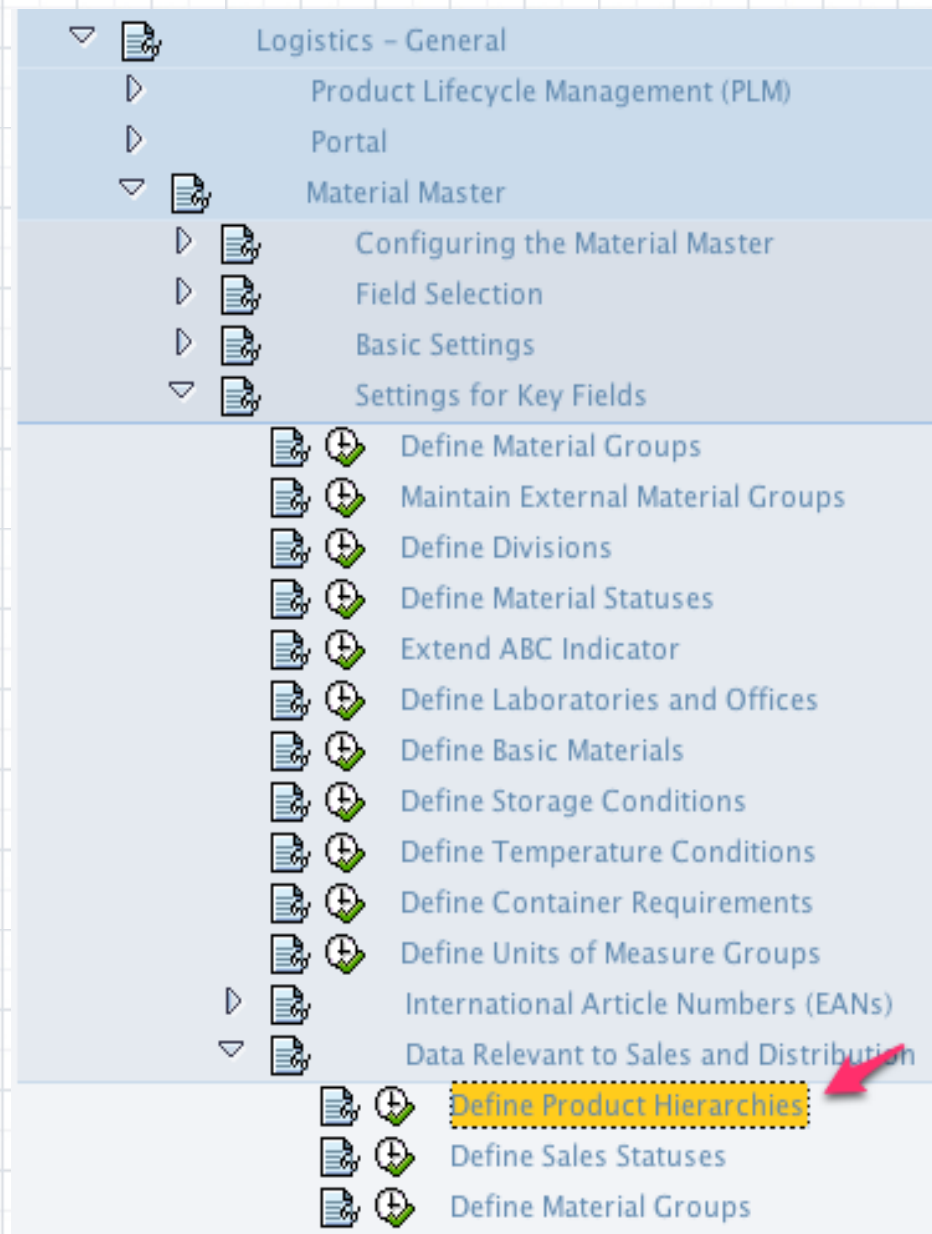 Logistics – General
Product Lifecycle Management (PLM)
Portal
Material Master
Configuring the Material Master
Field Selection
Basic Settings
Settings for Key Fields
Define Material Groups
Maintain External Material Groups
Define Divisions
Define Material Statuses
Extend ABC Indicator
Define Laboratories and Offices
Define Basic Materials
Define Storage Conditions
Define Temperature Conditions
Define Container Requirements
Define Units of Measure Groups
International Article Numbers (EANs)
Data Relevant to Sales and Distribution
Define Product Hierarchies
Define Sales Statuses
Define Material Groups